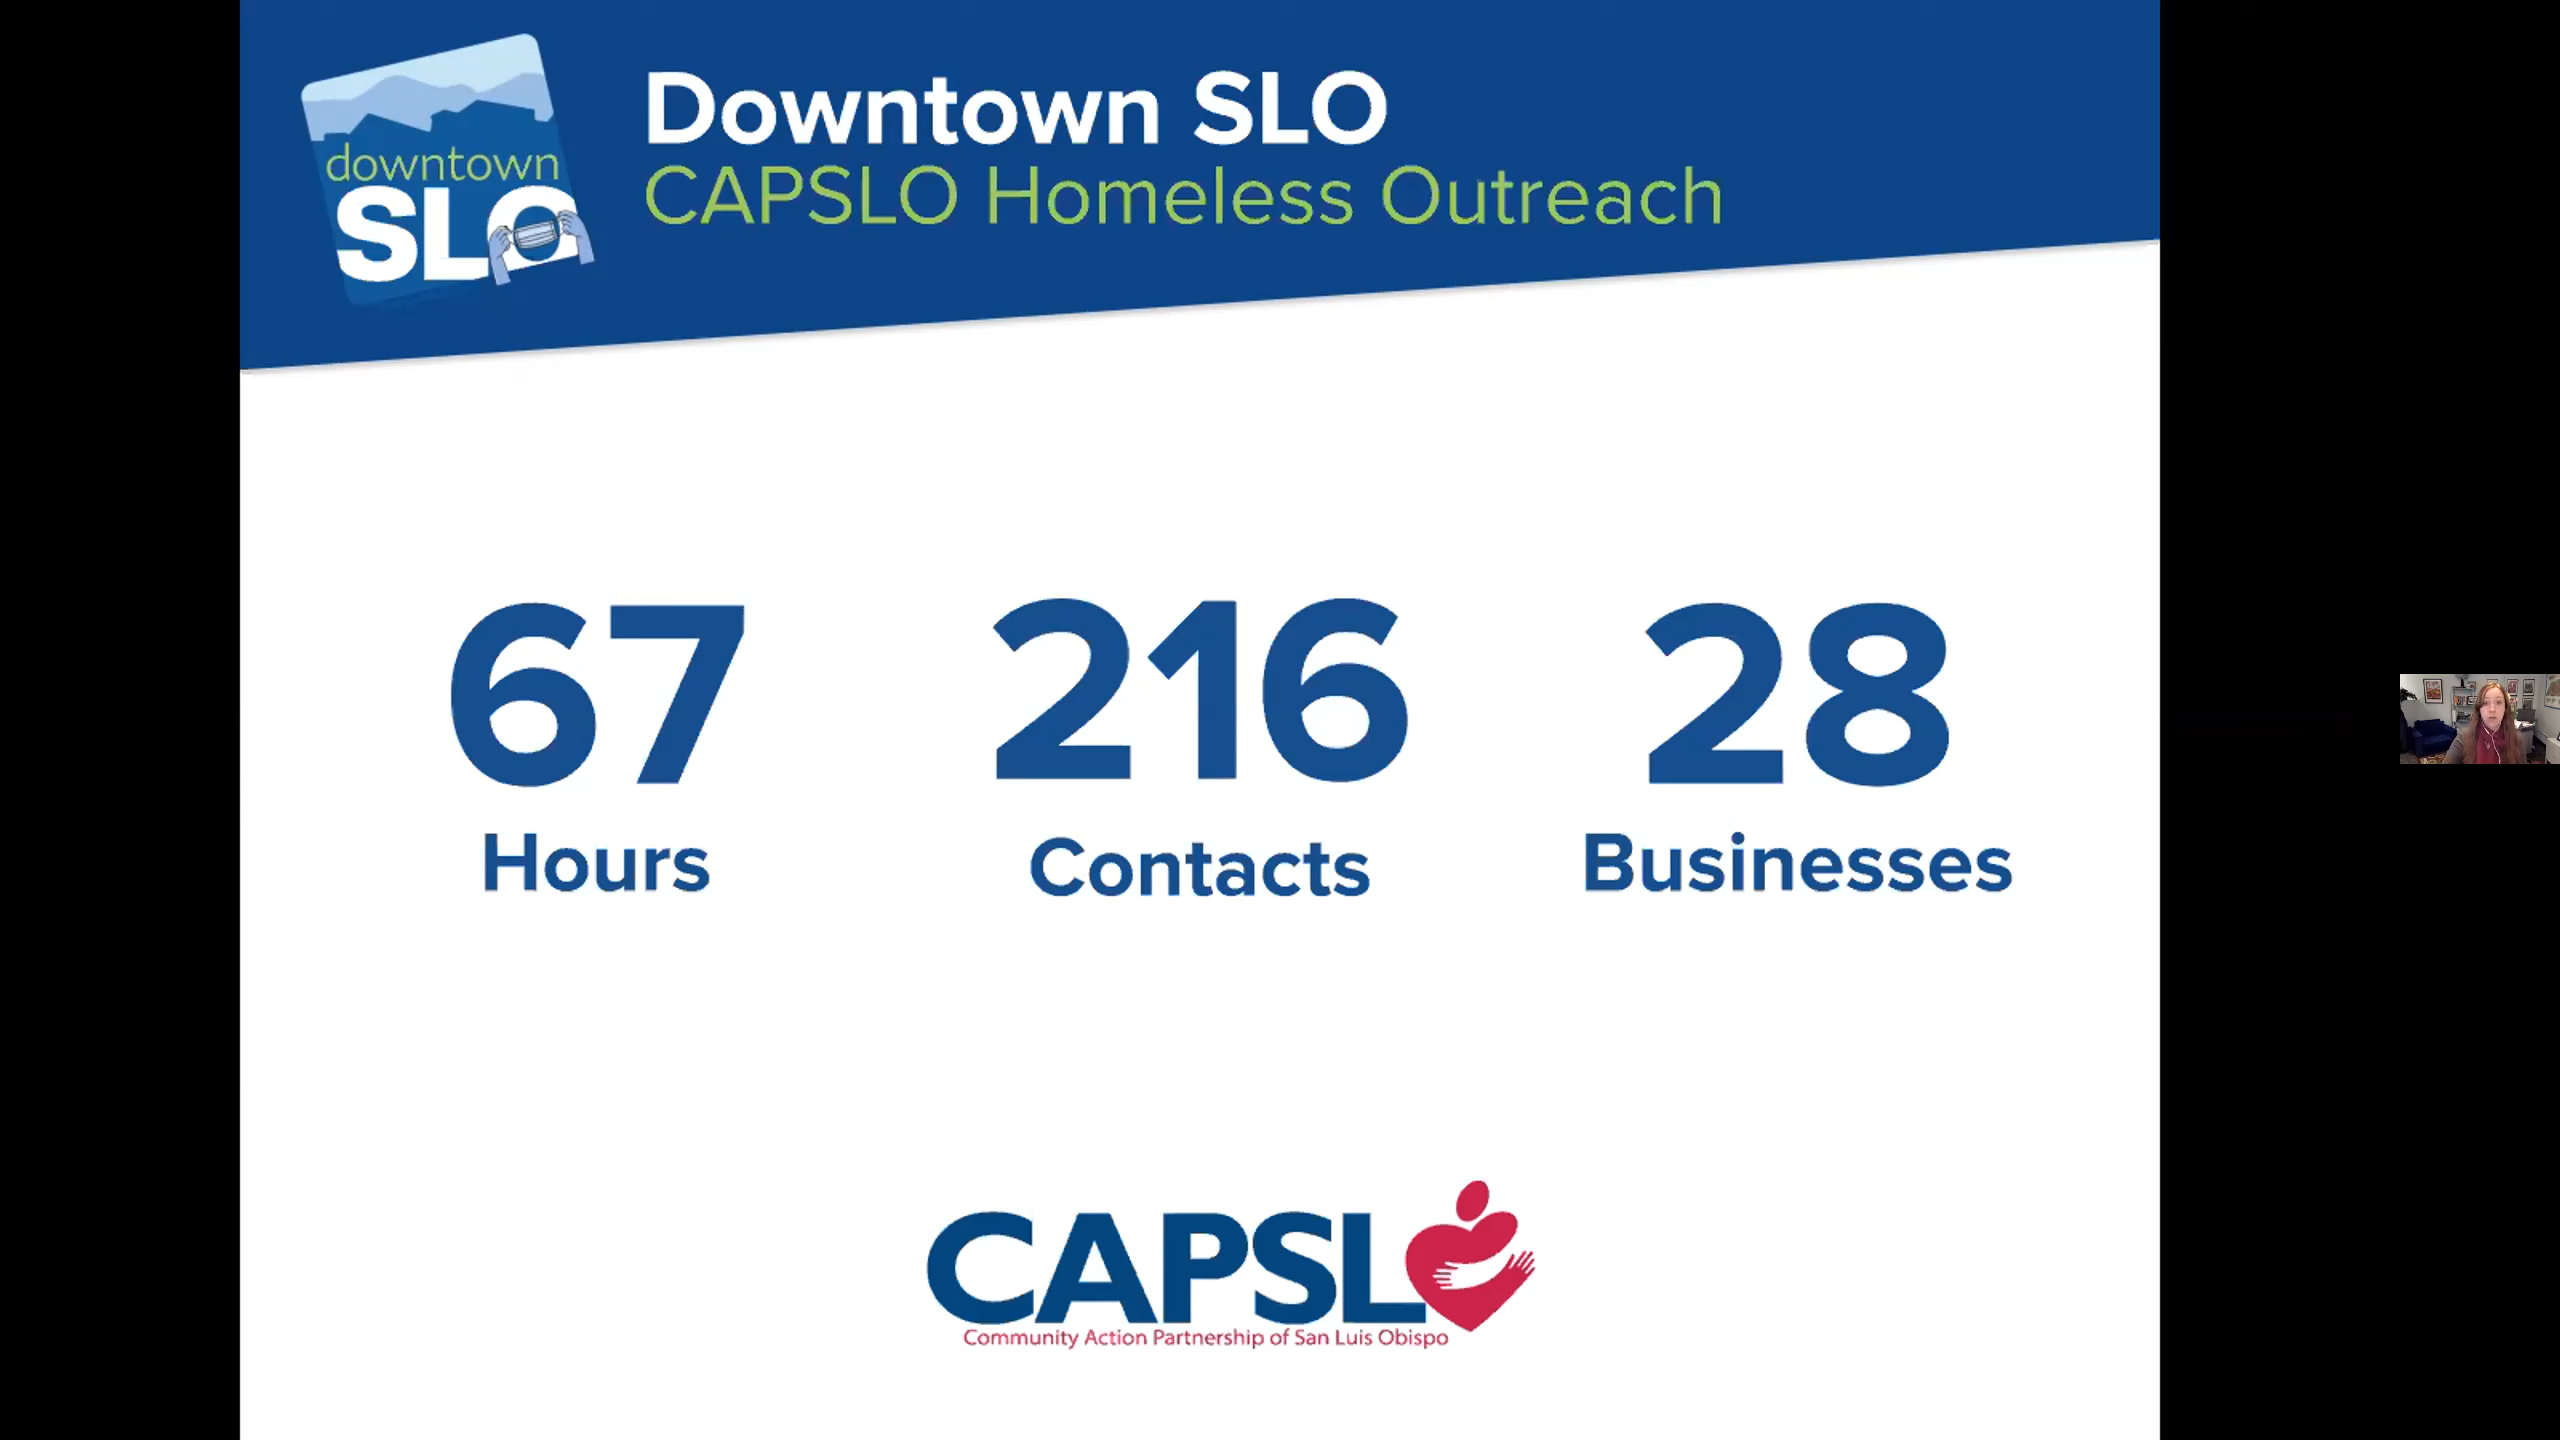 downtown
SLO
Downtown SLO
CAPSLO Homeless Outreach
67
Hours
216
Contacts
28
Businesses
CAPSLO
Community Action Partnership of San Luis Obispo